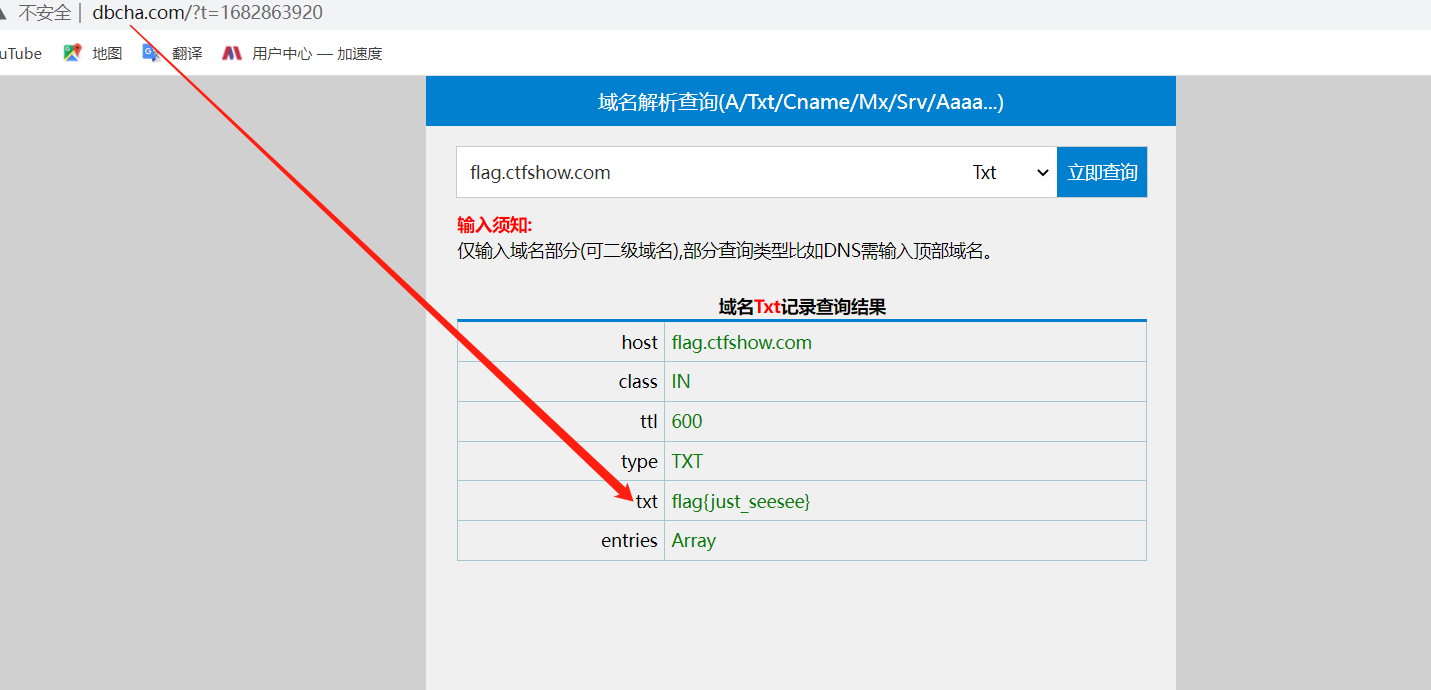 不安全 | dbcha.com/?t=1682863920
uTube 地图 翻译 用户中心 — 加速度
域名解析查询(A/Txt/Cname/Mx/Srv/Aaaa...)
flag.ctfshow.com Txt 立即查询
输入须知:
仅输入域名部分(可二级域名),部分查询类型比如DNS需输入顶部域名。
域名Txt记录查询结果
host flag.ctfshow.com
class IN
ttl 600
type TXT
txt flag{just_seesee}
entries Array